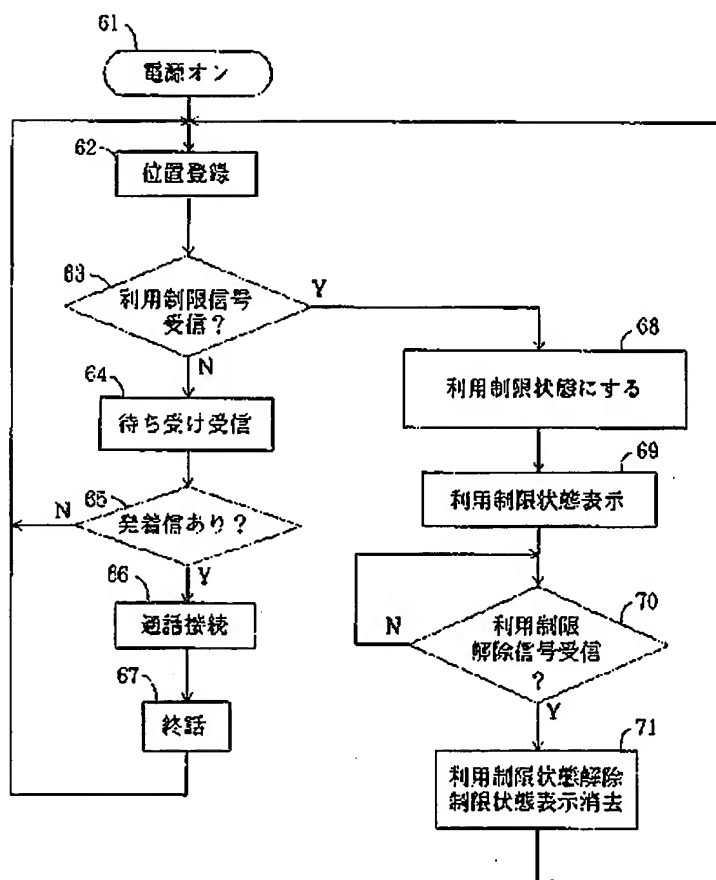 61
電源オン
62
位置登録
63
利用制限信号
受信？
Y
N
64
待ち受け受信
65
発着信あり？
N
Y
66
通話接続
67
終話
68
利用制限状態にする
69
利用制限状態表示
70
利用制限
解除信号受信
？
N
Y
71
利用制限状態解除
制限状態表示消去